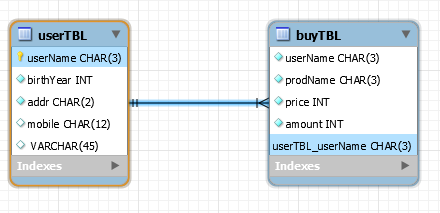 userTBL
userName CHAR(3)
birthYear INT
addr CHAR(2)
mobile CHAR(12)
VARCHAR(45)
Indexes
buyTBL
userName CHAR(3)
prodName CHAR(3)
price INT
amount INT
userTBL_userName CHAR(3)
Indexes